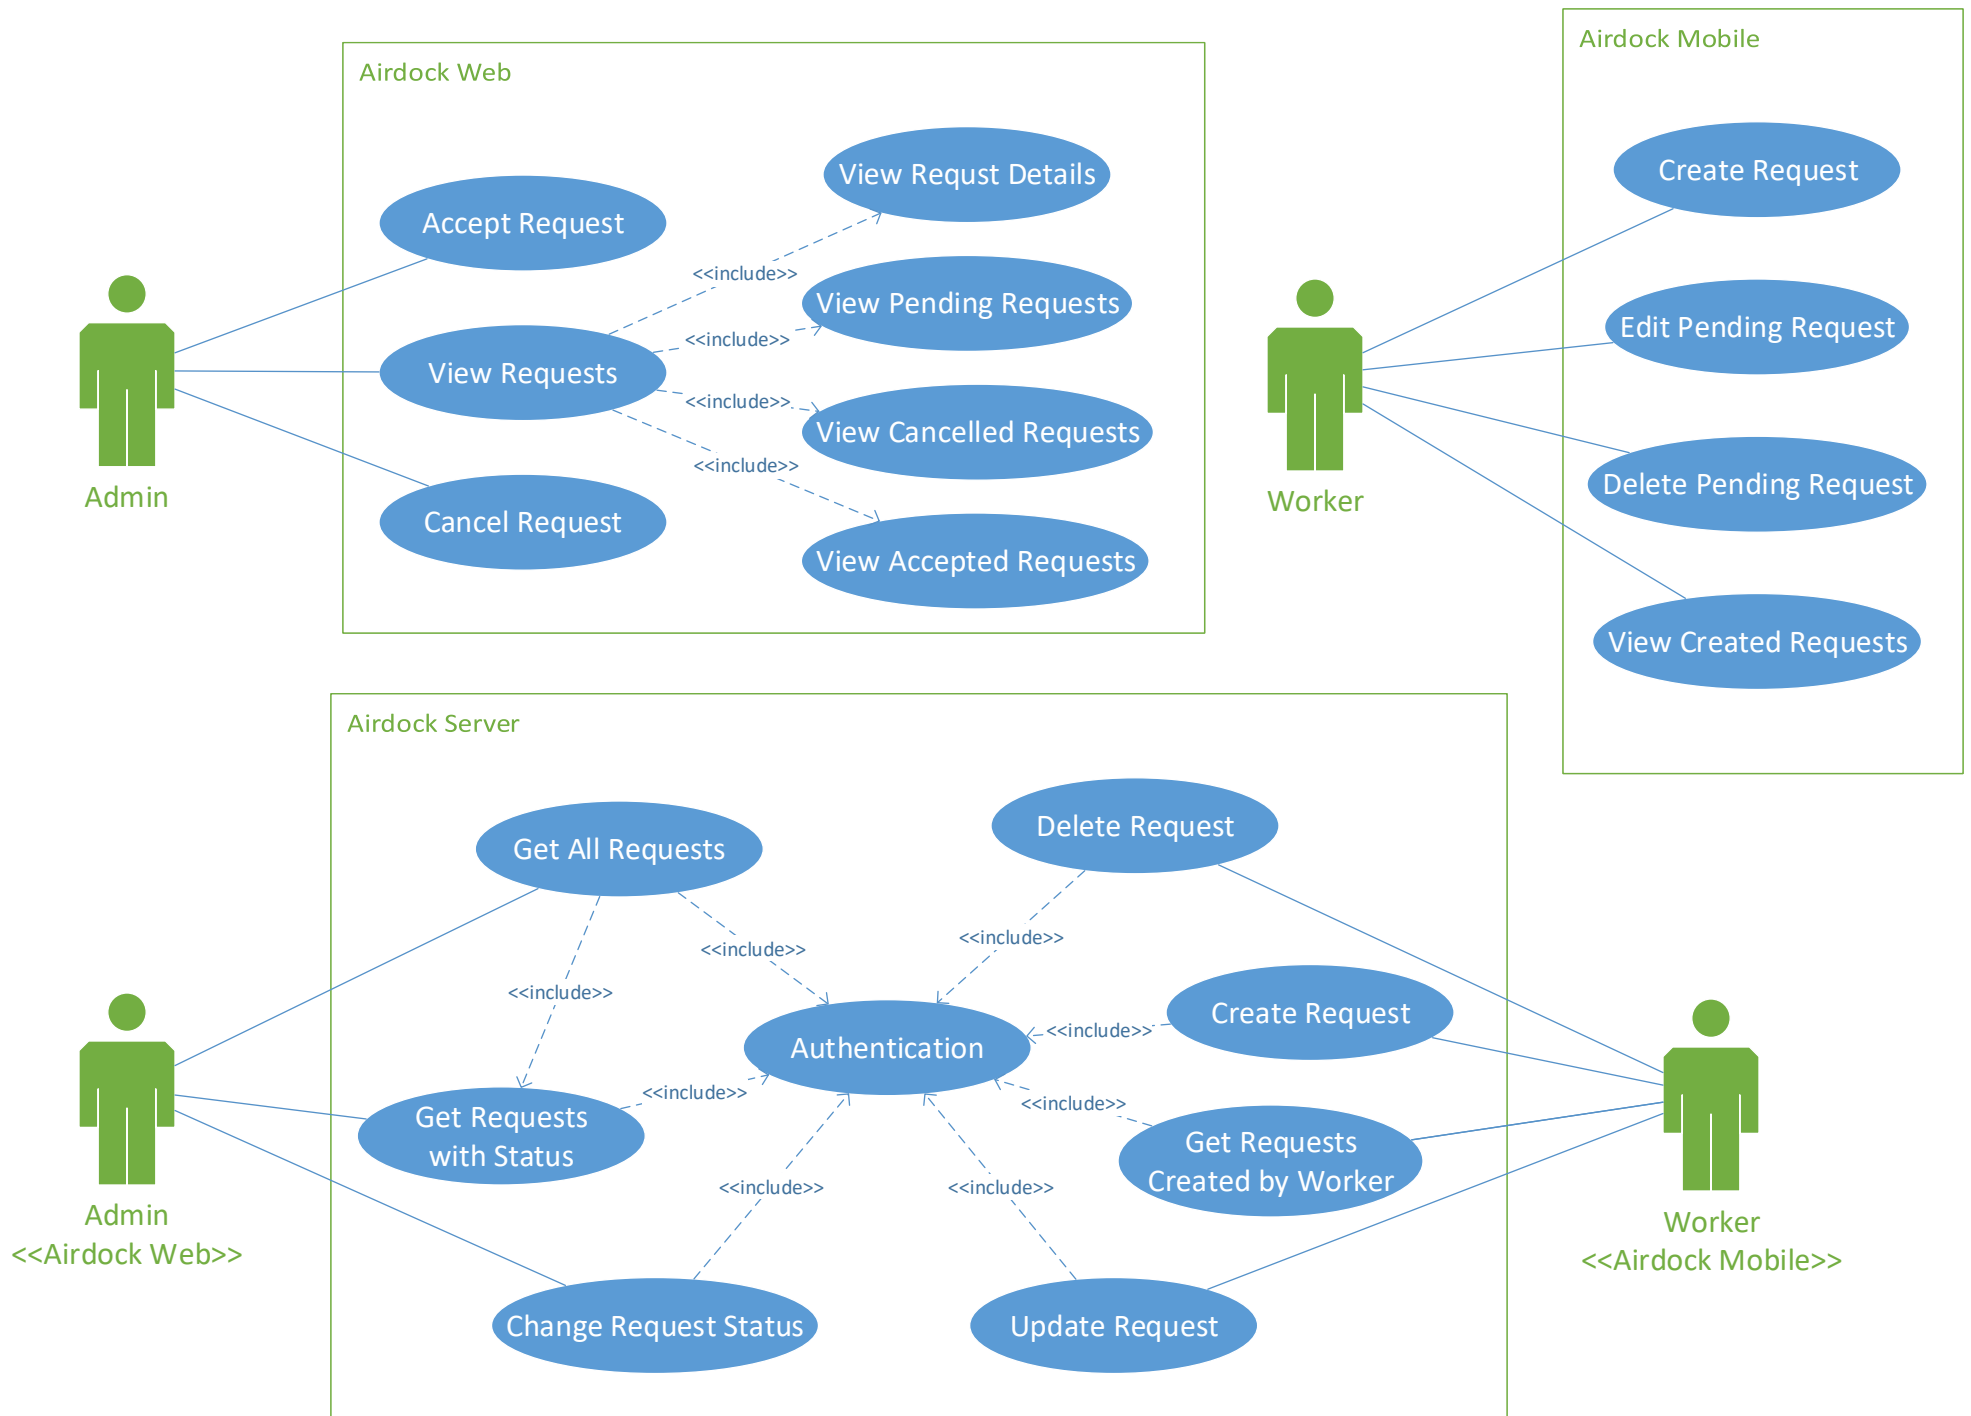 Airdock Web
Accept Request
View Requests
Cancel Request
View Requst Details
View Pending Requests
View Cancelled Requests
View Accepted Requests
<<include>>
<<include>>
<<include>>
<<include>>
Admin
Airdock Mobile
Create Request
Edit Pending Request
Delete Pending Request
View Created Requests
Worker
Airdock Server
Get All Requests
Delete Request
<<include>>
<<include>>
<<include>>
Create Request
<<include>>
Authentication
<<include>>
<<include>>
Get Requests
with Status
Get Requests
Created by Worker
<<include>>
<<include>>
Change Request Status
Update Request
Admin
<<Airdock Web>>
Worker
<<Airdock Mobile>>